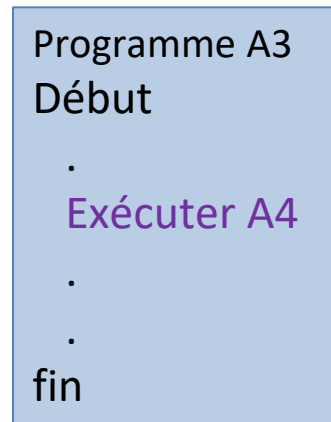 Programme A3
Début
.
Exécuter A4
.
.
fin